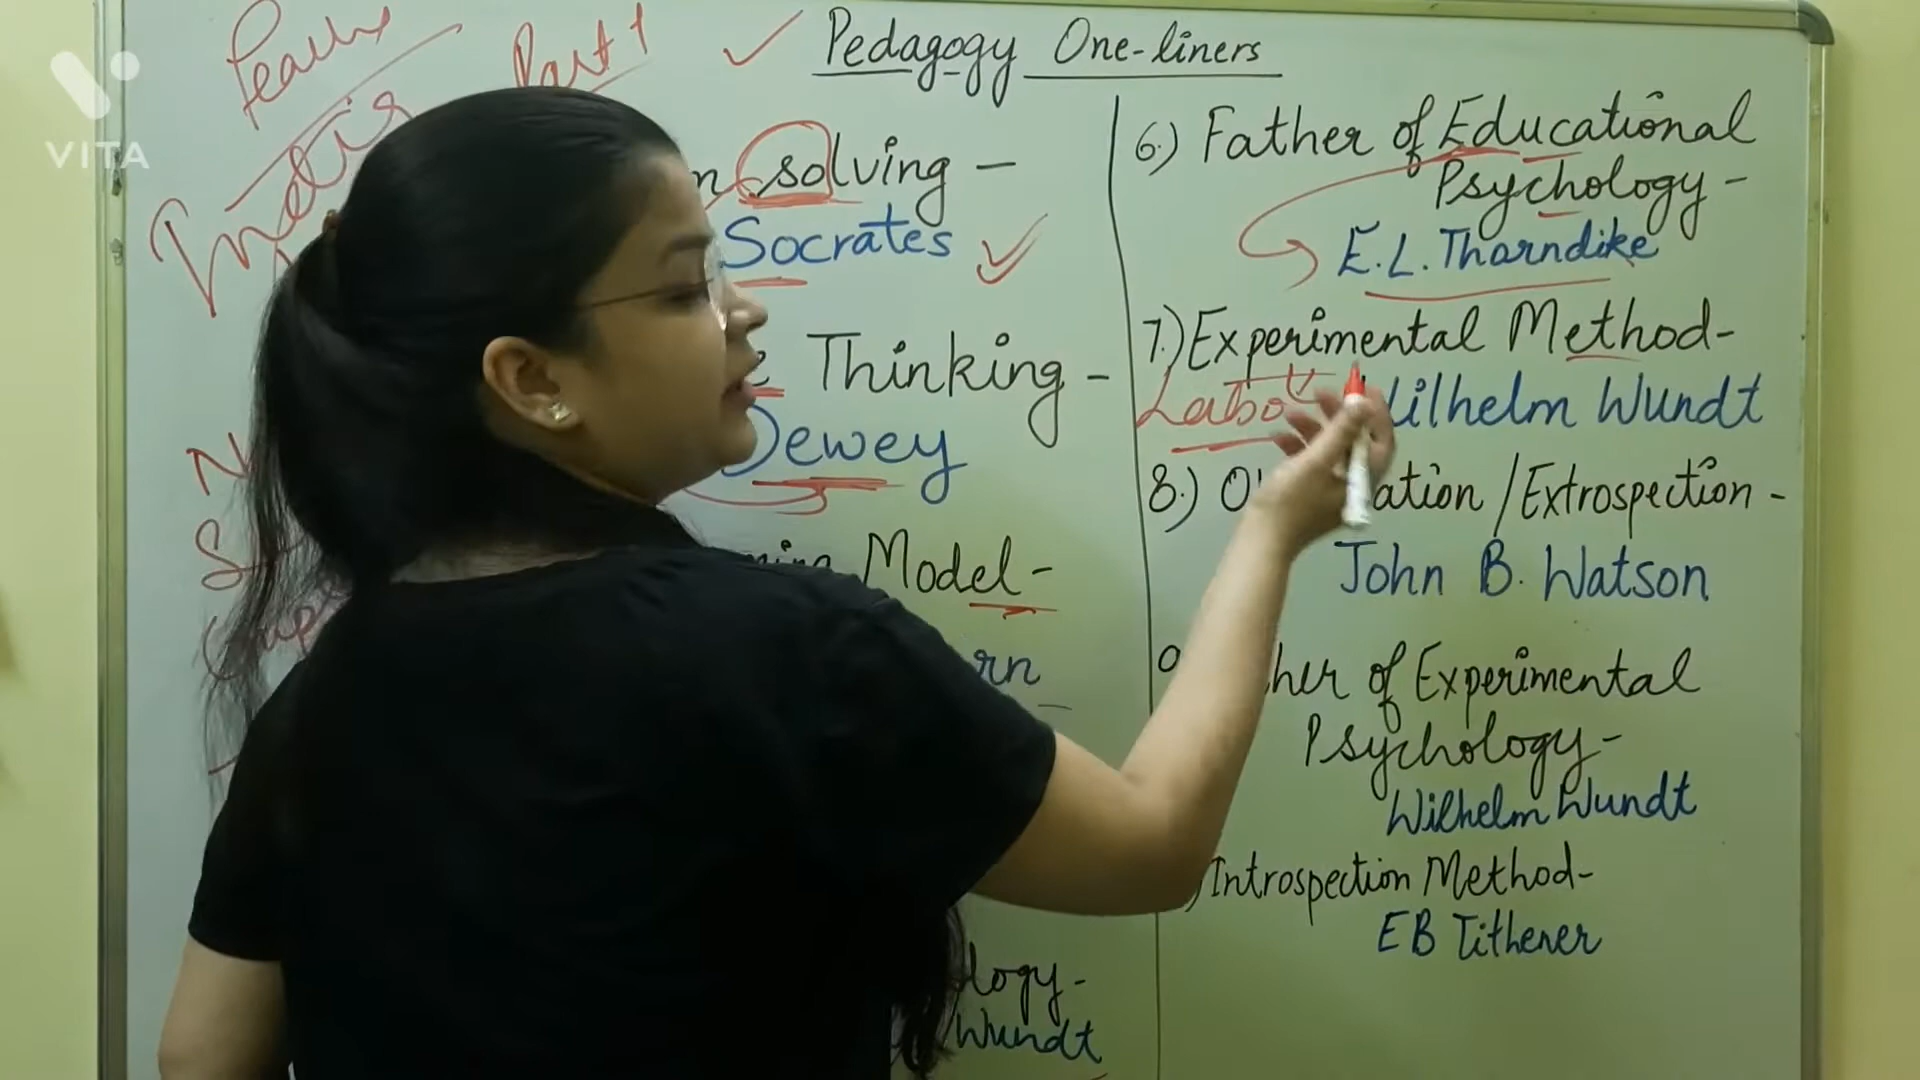 VITA
Part 1
Pedagogy One-liners
n solving -
Socrates
Thinking -
Dewey
Model -
rn
logy -
Wundt
6.) Father of Educational
Psychology -
E.L. Thorndike
7.) Experimental Method-
Wilhelm Wundt
8.) ation / Extrospection -
John B. Watson
her of Experimental
Psychology -
Wilhelm Wundt
Introspection Method-
EB Tithener